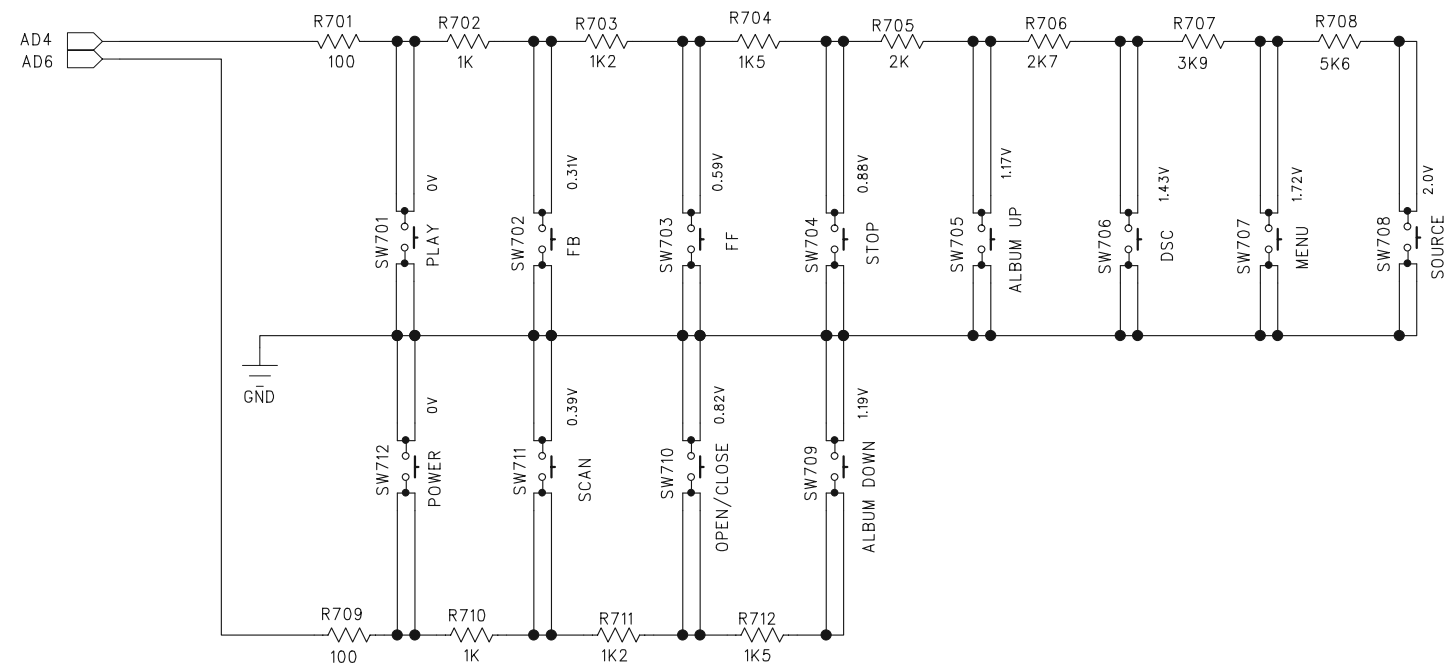 R701
R702
R703
R704
R705
R706
R707
R708
AD4
AD6
100
1K
1K2
1K5
2K
2K7
3K9
5K6
0V
0.31V
0.59V
0.88V
1.17V
1.43V
1.72V
2.0V
SW701
PLAY
SW702
FB
SW703
FF
SW704
STOP
SW705
ALBUM UP
SW706
DSC
SW707
MENU
SW708
SOURCE
GND
0V
0.39V
0.82V
1.19V
SW712
POWER
SW711
SCAN
SW710
OPEN/CLOSE
SW709
ALBUM DOWN
R709
R710
R711
R712
100
1K
1K2
1K5